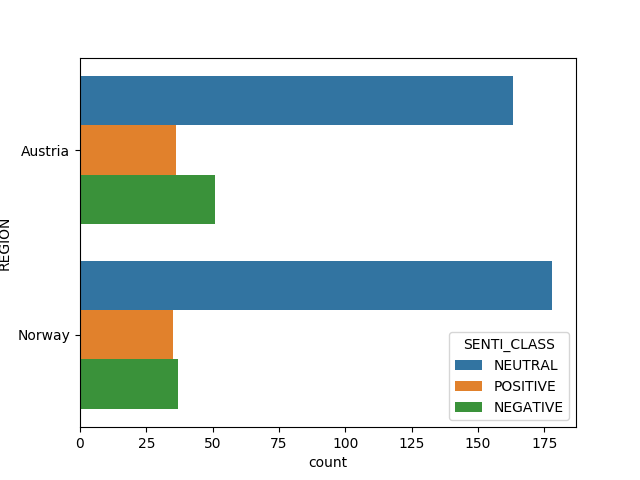 REGION
Austria
Norway
SENTI_CLASS
NEUTRAL
POSITIVE
NEGATIVE
0 25 50 75 100 125 150 175
count